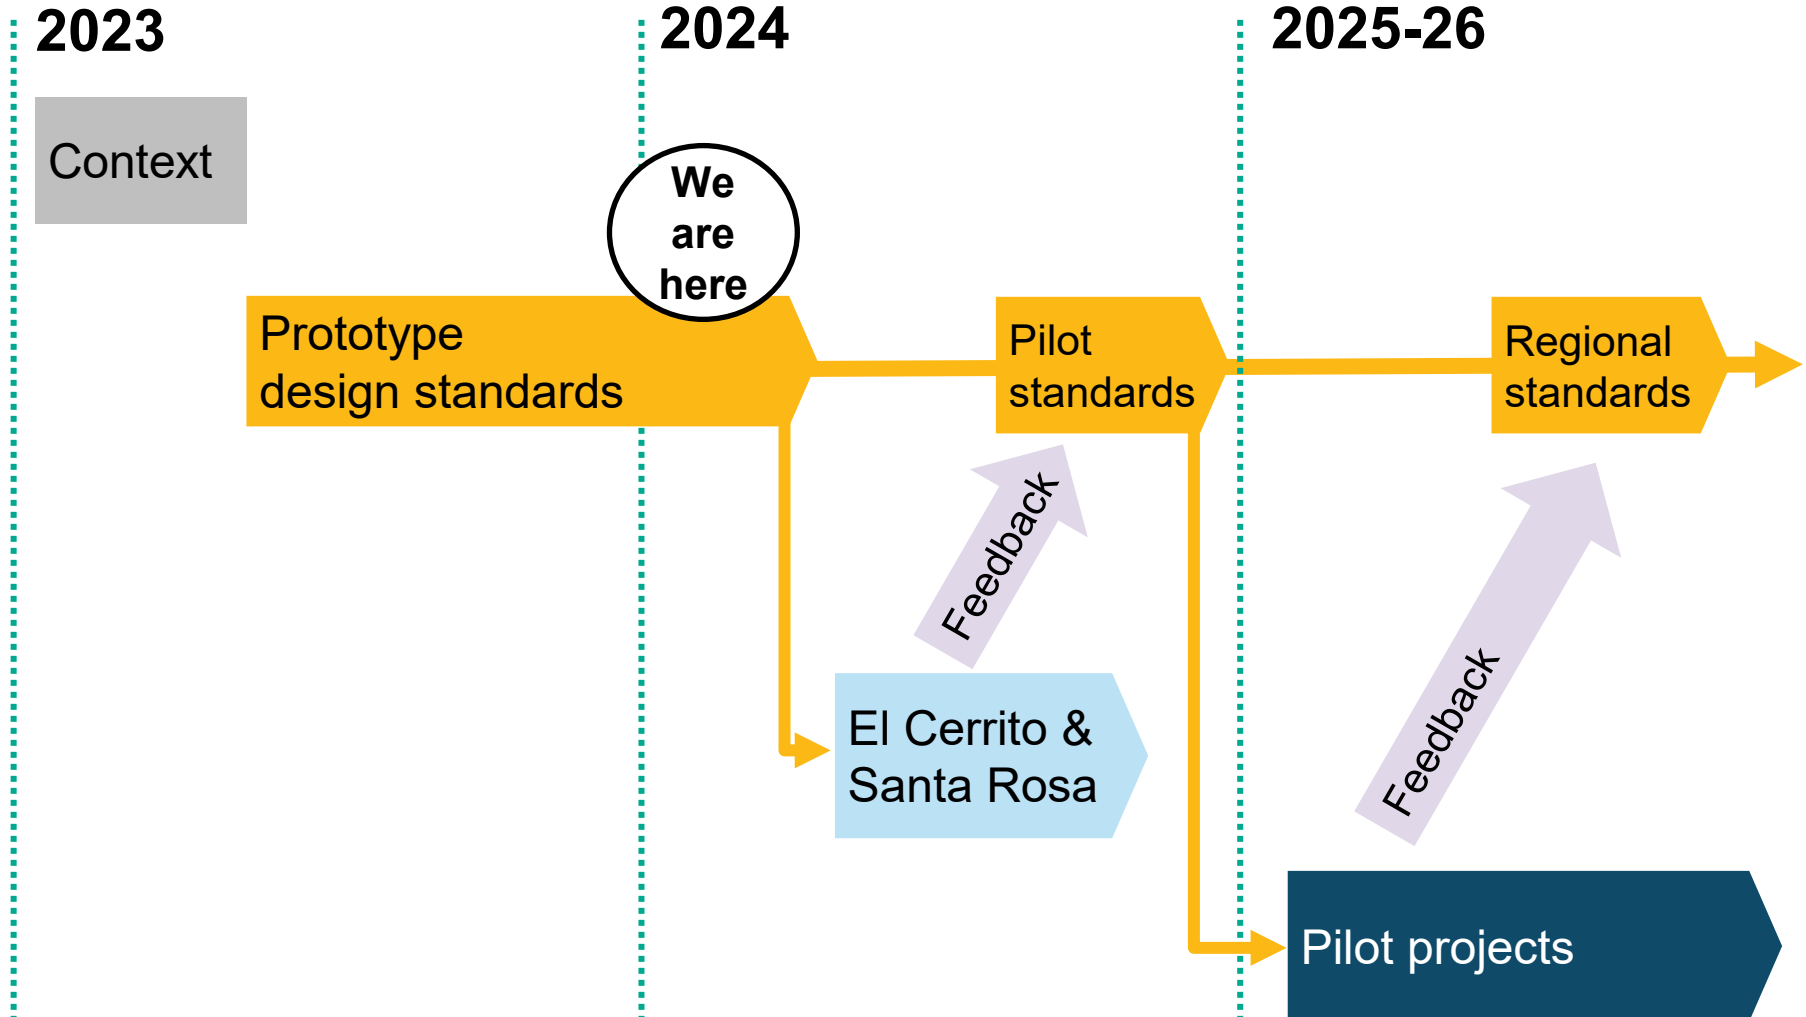 2023
2024
2025-26
Context
We
are
here
Prototype
design standards
Pilot
standards
Regional
standards
Feedback
Feedback
El Cerrito &
Santa Rosa
Pilot projects